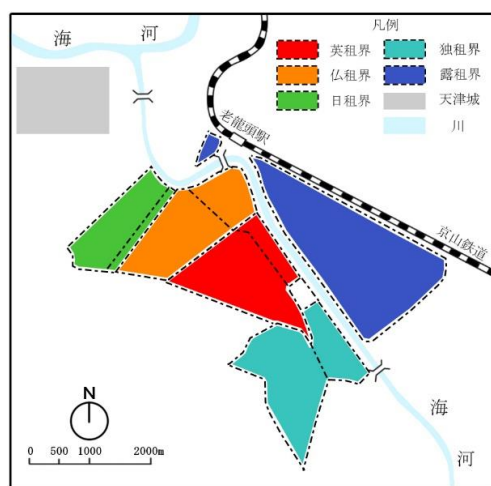 海 河
凡例
英租界
仏租界
日租界
独租界
露租界
天津城
川
老龍頭駅
京山鉄道
N
0 500 1000 2000m
海
河